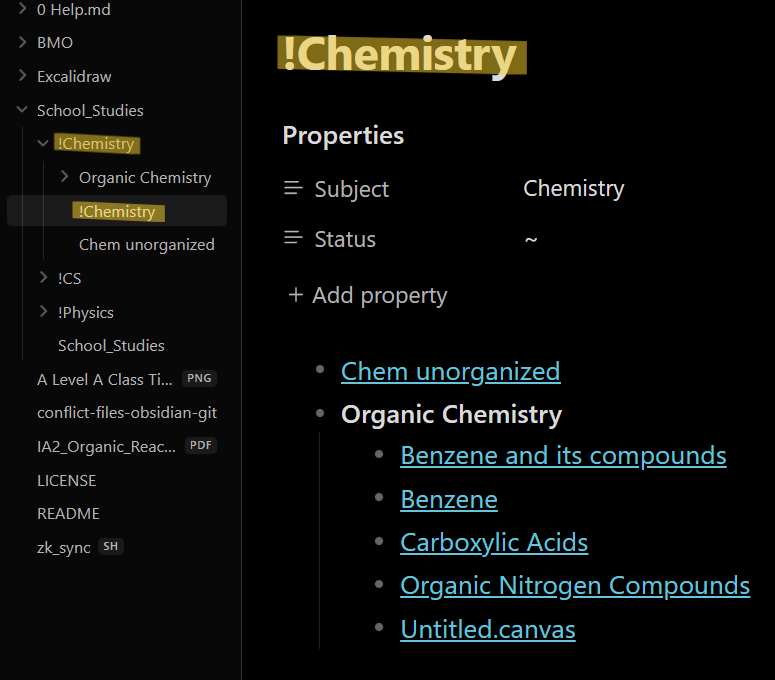 0 Help.md
BMO
Excalidraw
School_Studies
!Chemistry
Organic Chemistry
!Chemistry
Chem unorganized
!CS
!Physics
School_Studies
A Level A Class Ti... PNG
conflict-files-obsidian-git
IA2_Organic_Reac... PDF
LICENSE
README
zk_sync SH
!Chemistry
Properties
Subject Chemistry
Status ~
+ Add property
Chem unorganized
Organic Chemistry
Benzene and its compounds
Benzene
Carboxylic Acids
Organic Nitrogen Compounds
Untitled.canvas